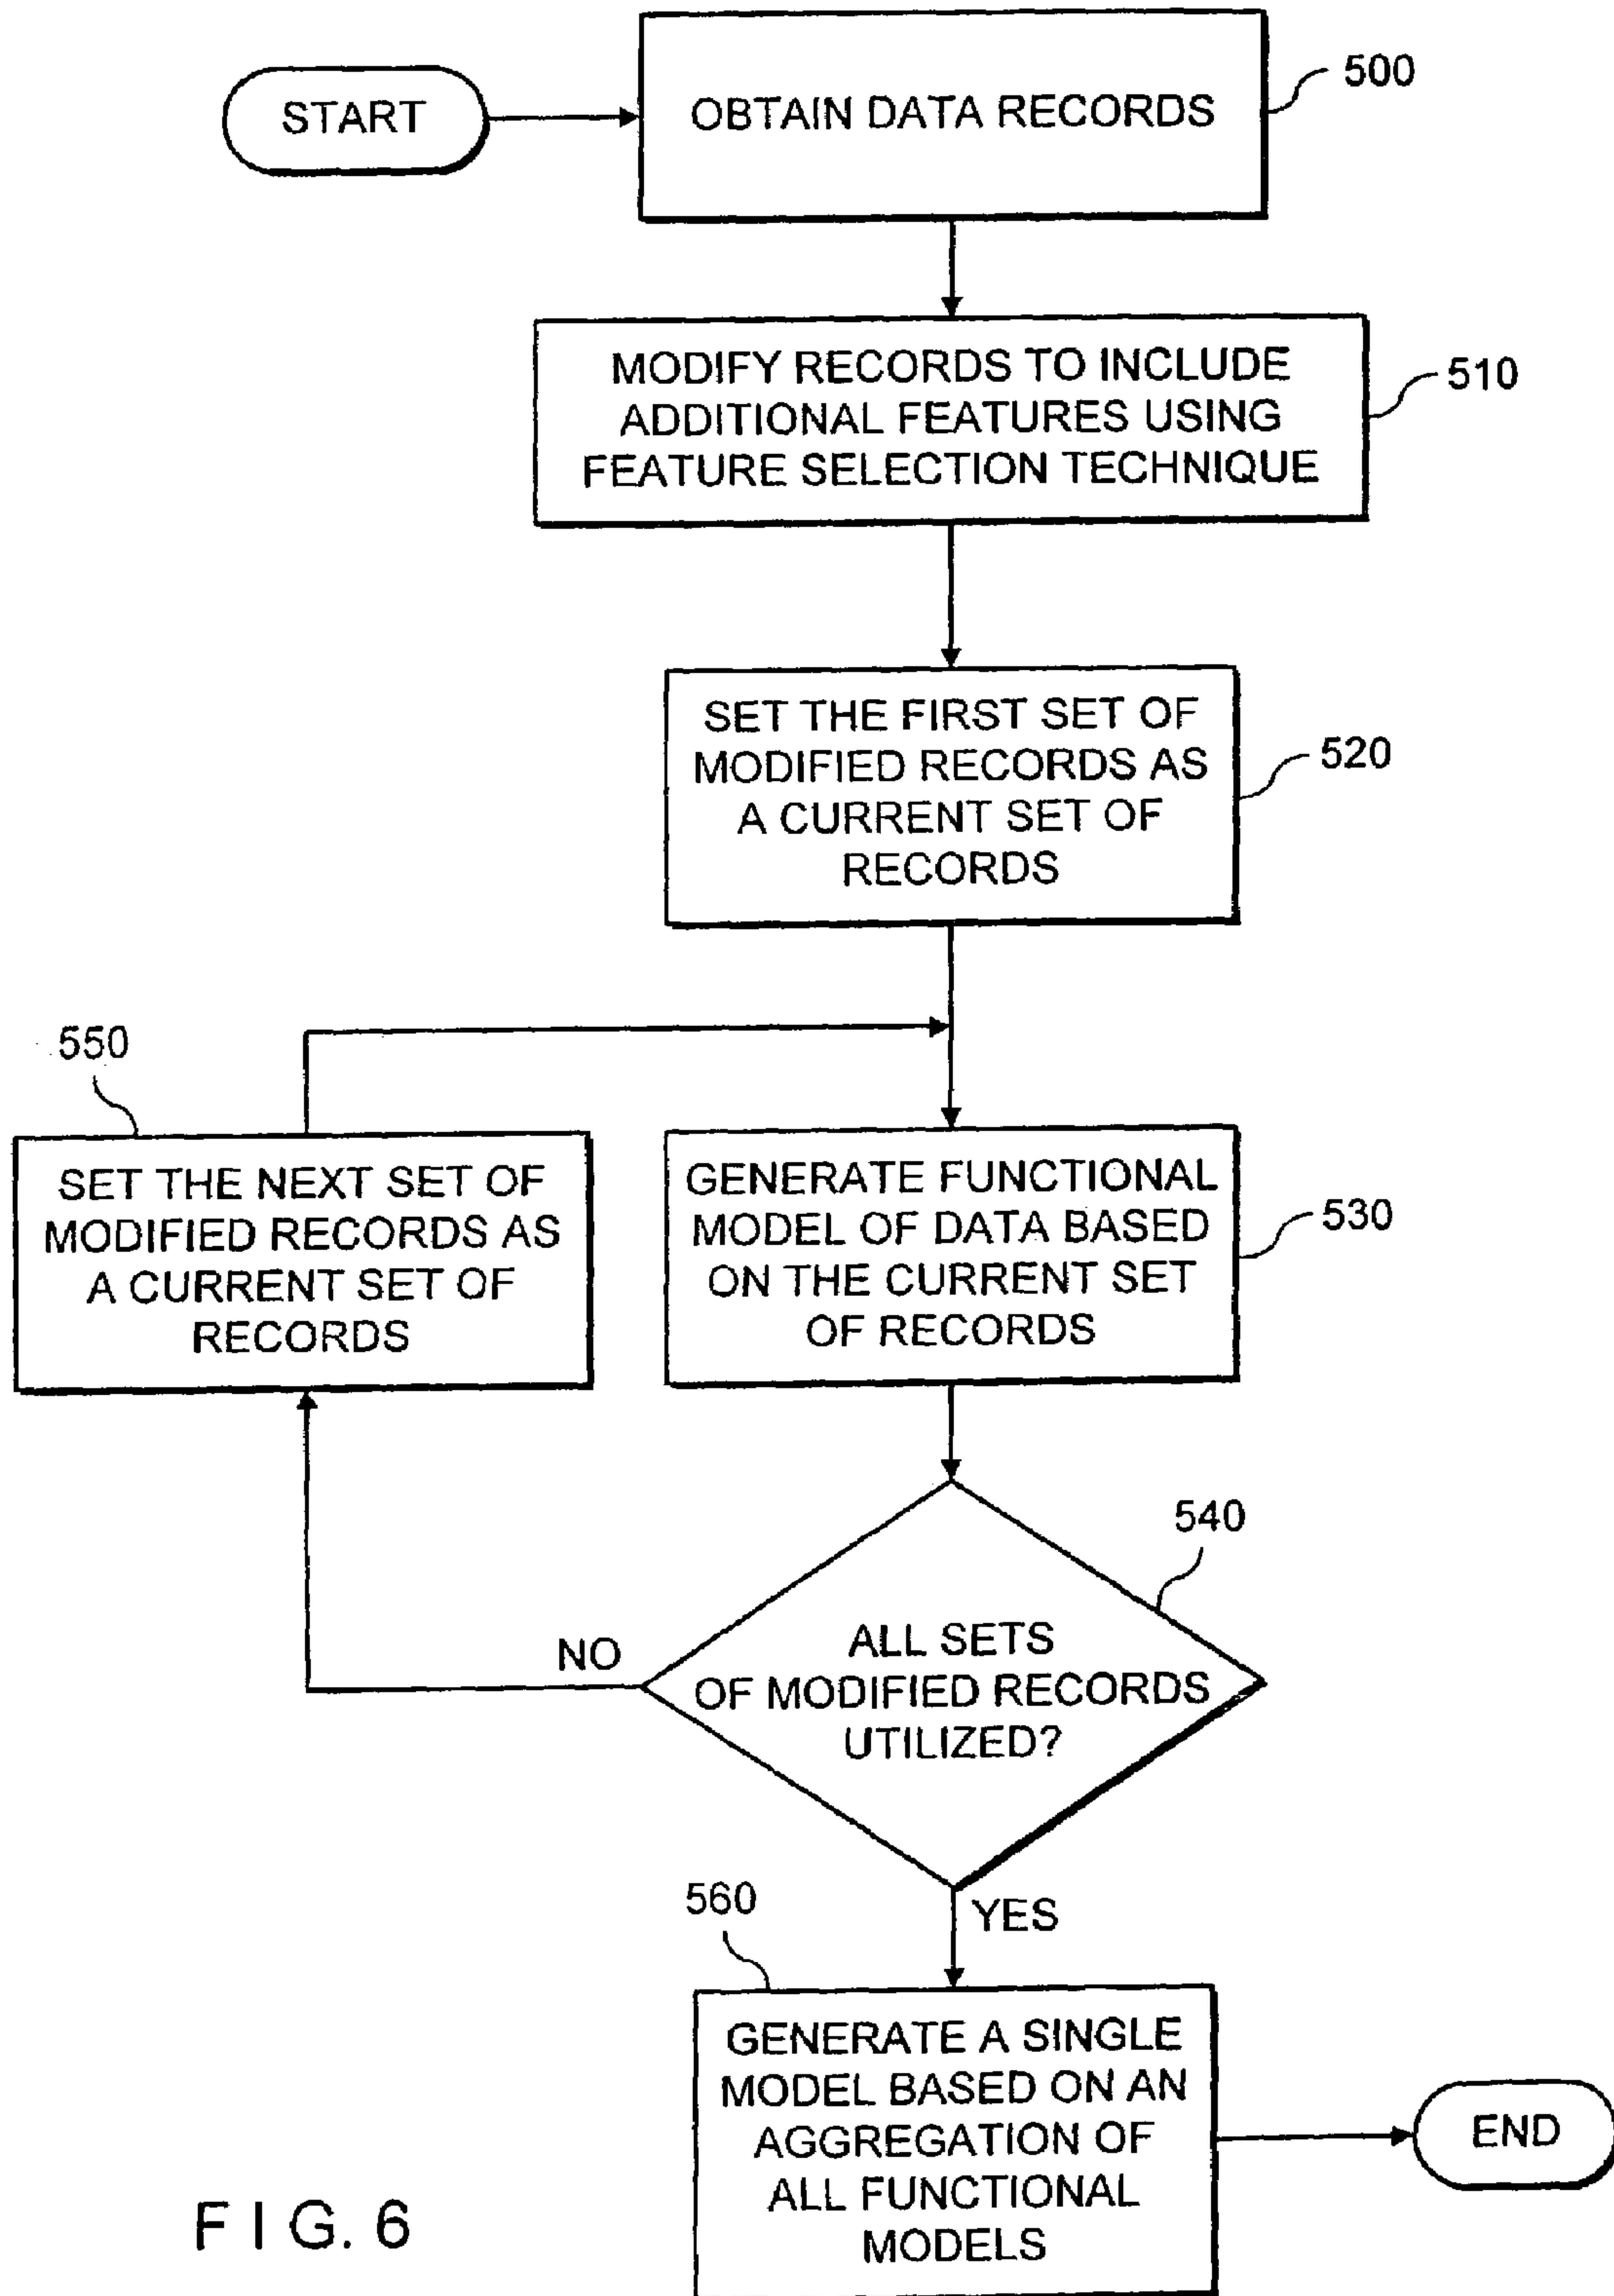 START
OBTAIN DATA RECORDS
500
MODIFY RECORDS TO INCLUDE
ADDITIONAL FEATURES USING
FEATURE SELECTION TECHNIQUE
510
SET THE FIRST SET OF
MODIFIED RECORDS AS
A CURRENT SET OF
RECORDS
520
550
SET THE NEXT SET OF
MODIFIED RECORDS AS
A CURRENT SET OF
RECORDS
GENERATE FUNCTIONAL
MODEL OF DATA BASED
ON THE CURRENT SET
OF RECORDS
530
540
ALL SETS
OF MODIFIED RECORDS
UTILIZED?
NO
YES
560
GENERATE A SINGLE
MODEL BASED ON AN
AGGREGATION OF
ALL FUNCTIONAL
MODELS
END
FIG. 6